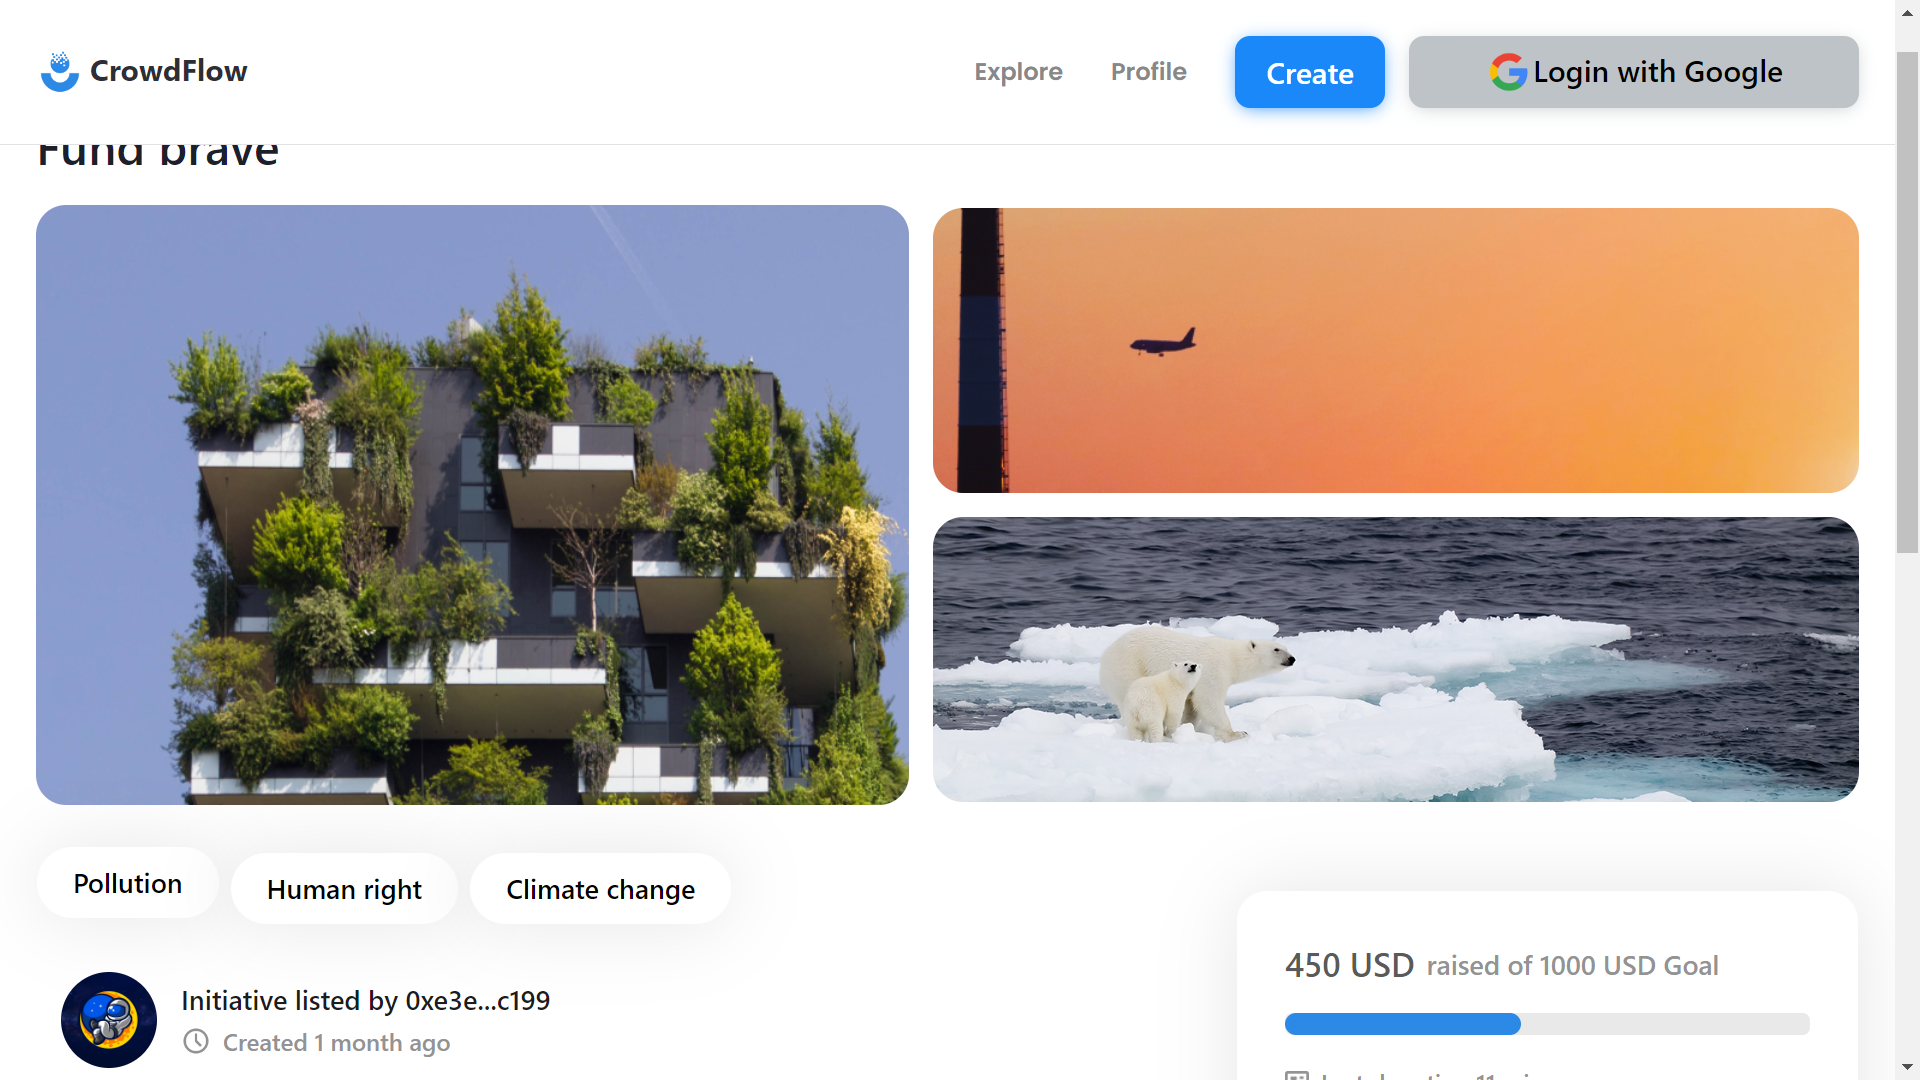 CrowdFlow
Explore
Profile
Create
Login with Google
Fund brave
Pollution
Human right
Climate change
450 USD raised of 1000 USD Goal
Initiative listed by 0xe3e...c199
Created 1 month ago